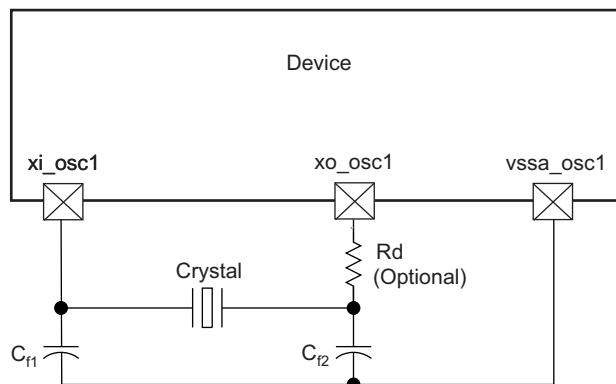 Device
xi_osc1
xo_osc1
vssa_osc1
Rd
(Optional)
Crystal
Cf1
Cf2